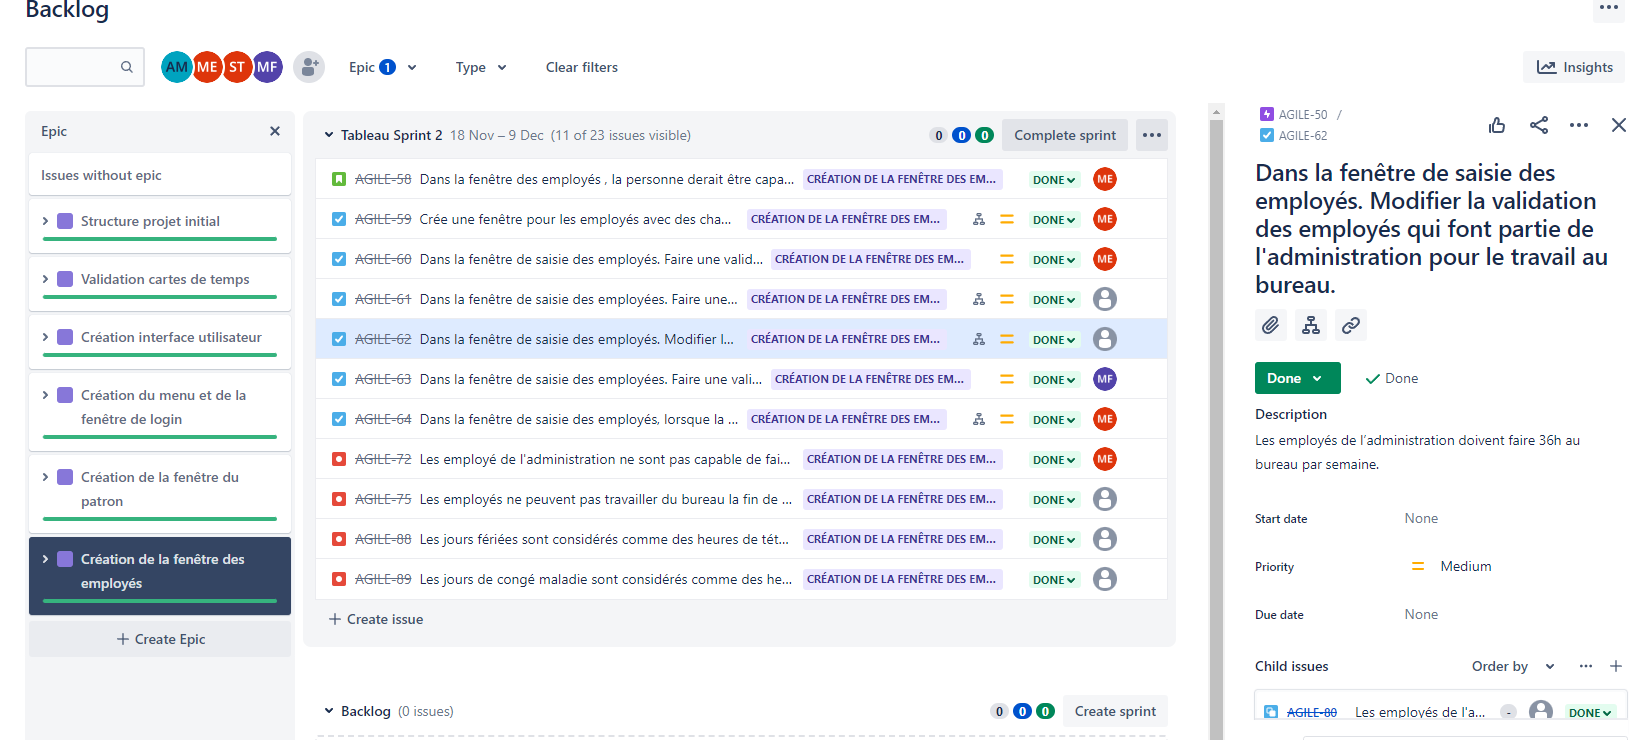 Backlog
AM ME ST MF Epic 1 Type Clear filters Insights
Epic
Issues without epic
Structure projet initial
Validation cartes de temps
Création interface utilisateur
Création du menu et de la
fenêtre de login
Création de la fenêtre du
patron
Création de la fenêtre des
employés
+ Create Epic
Tableau Sprint 2 18 Nov – 9 Dec (11 of 23 issues visible) 0 0 0 Complete sprint
AGILE-58 Dans la fenêtre des employés , la personne derait être capa... CRÉATION DE LA FENÊTRE DES EM... DONE ME
AGILE-59 Crée une fenêtre pour les employés avec des cha... CRÉATION DE LA FENÊTRE DES EM... DONE ME
AGILE-60 Dans la fenêtre de saisie des employés. Faire une valid... CRÉATION DE LA FENÊTRE DES EM... DONE ME
AGILE-61 Dans la fenêtre de saisie des employées. Faire une... CRÉATION DE LA FENÊTRE DES EM... DONE
AGILE-62 Dans la fenêtre de saisie des employés. Modifier l... CRÉATION DE LA FENÊTRE DES EM... DONE
AGILE-63 Dans la fenêtre de saisie des employées. Faire une vali... CRÉATION DE LA FENÊTRE DES EM... DONE MF
AGILE-64 Dans la fenêtre de saisie des employés, lorsque la ... CRÉATION DE LA FENÊTRE DES EM... DONE ME
AGILE-72 Les employé de l'administration ne sont pas capable de fai... CRÉATION DE LA FENÊTRE DES EM... DONE ME
AGILE-75 Les employés ne peuvent pas travailler du bureau la fin de ... CRÉATION DE LA FENÊTRE DES EM... DONE
AGILE-88 Les jours fériées sont considérés comme des heures de tét... CRÉATION DE LA FENÊTRE DES EM... DONE
AGILE-89 Les jours de congé maladie sont considérés comme des he... CRÉATION DE LA FENÊTRE DES EM... DONE
+ Create issue
Backlog (0 issues) 0 0 0 Create sprint
AGILE-50 /
AGILE-62
Dans la fenêtre de saisie des
employés. Modifier la validation
des employés qui font partie de
l'administration pour le travail au
bureau.
Done Done
Description
Les employés de l'administration doivent faire 36h au
bureau par semaine.
Start date None
Priority Medium
Due date None
Child issues Order by
AGILE-80 Les employés de l'a... - DONE